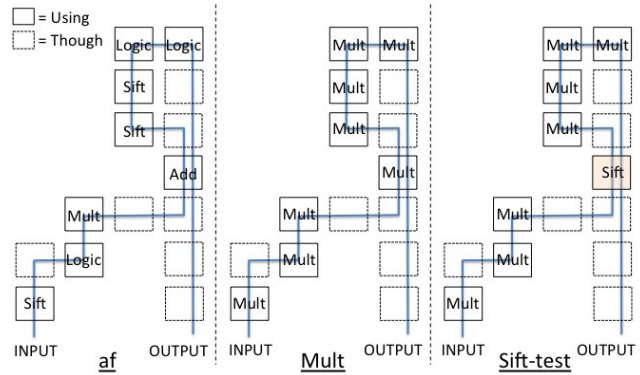 = Using
= Though
Logic Logic
Sift
Sift
Add
Mult
Logic
Sift
INPUT OUTPUT
af
Mult Mult
Mult
Mult
Mult
Mult
Mult
Mult
INPUT OUTPUT
Mult
Mult Mult
Mult
Mult
Sift
Mult
Mult
Mult
INPUT OUTPUT
Sift-test